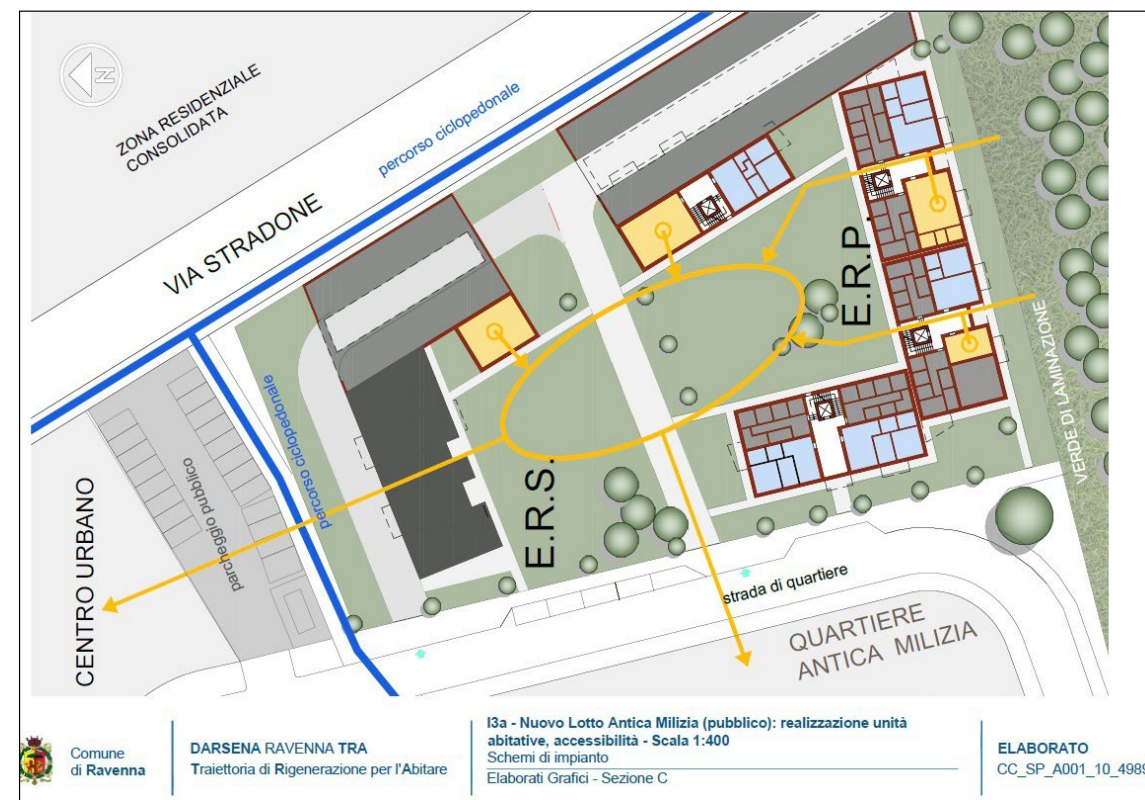 N
ZONA RESIDENZIALE
CONSOLIDATA
percorso ciclopedonale
VIA STRADONE
percorso ciclopedonale
parcheggio pubblico
CENTRO URBANO
E.R.S.
E.R.P.
VERDE DI LAMINAZIONE
strada di quartiere
QUARTIERE
ANTICA MILIZIA
Comune
di Ravenna
DARSENA RAVENNA TRA
Traiettoria di Rigenerazione per l'Abitare
I3a - Nuovo Lotto Antica Milizia (pubblico): realizzazione unità
abitative, accessibilità - Scala 1:400
Schemi di impianto
Elaborati Grafici - Sezione C
ELABORATO
CC_SP_A001_10_4989